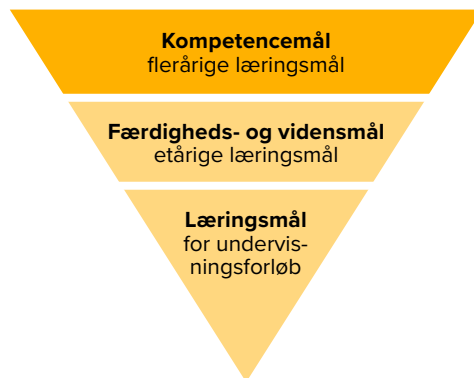 Kompetencemål
flerårige læringsmål
Færdigheds- og vidensmål
etårige læringsmål
Læringsmål
for undervis-
ningsforløb